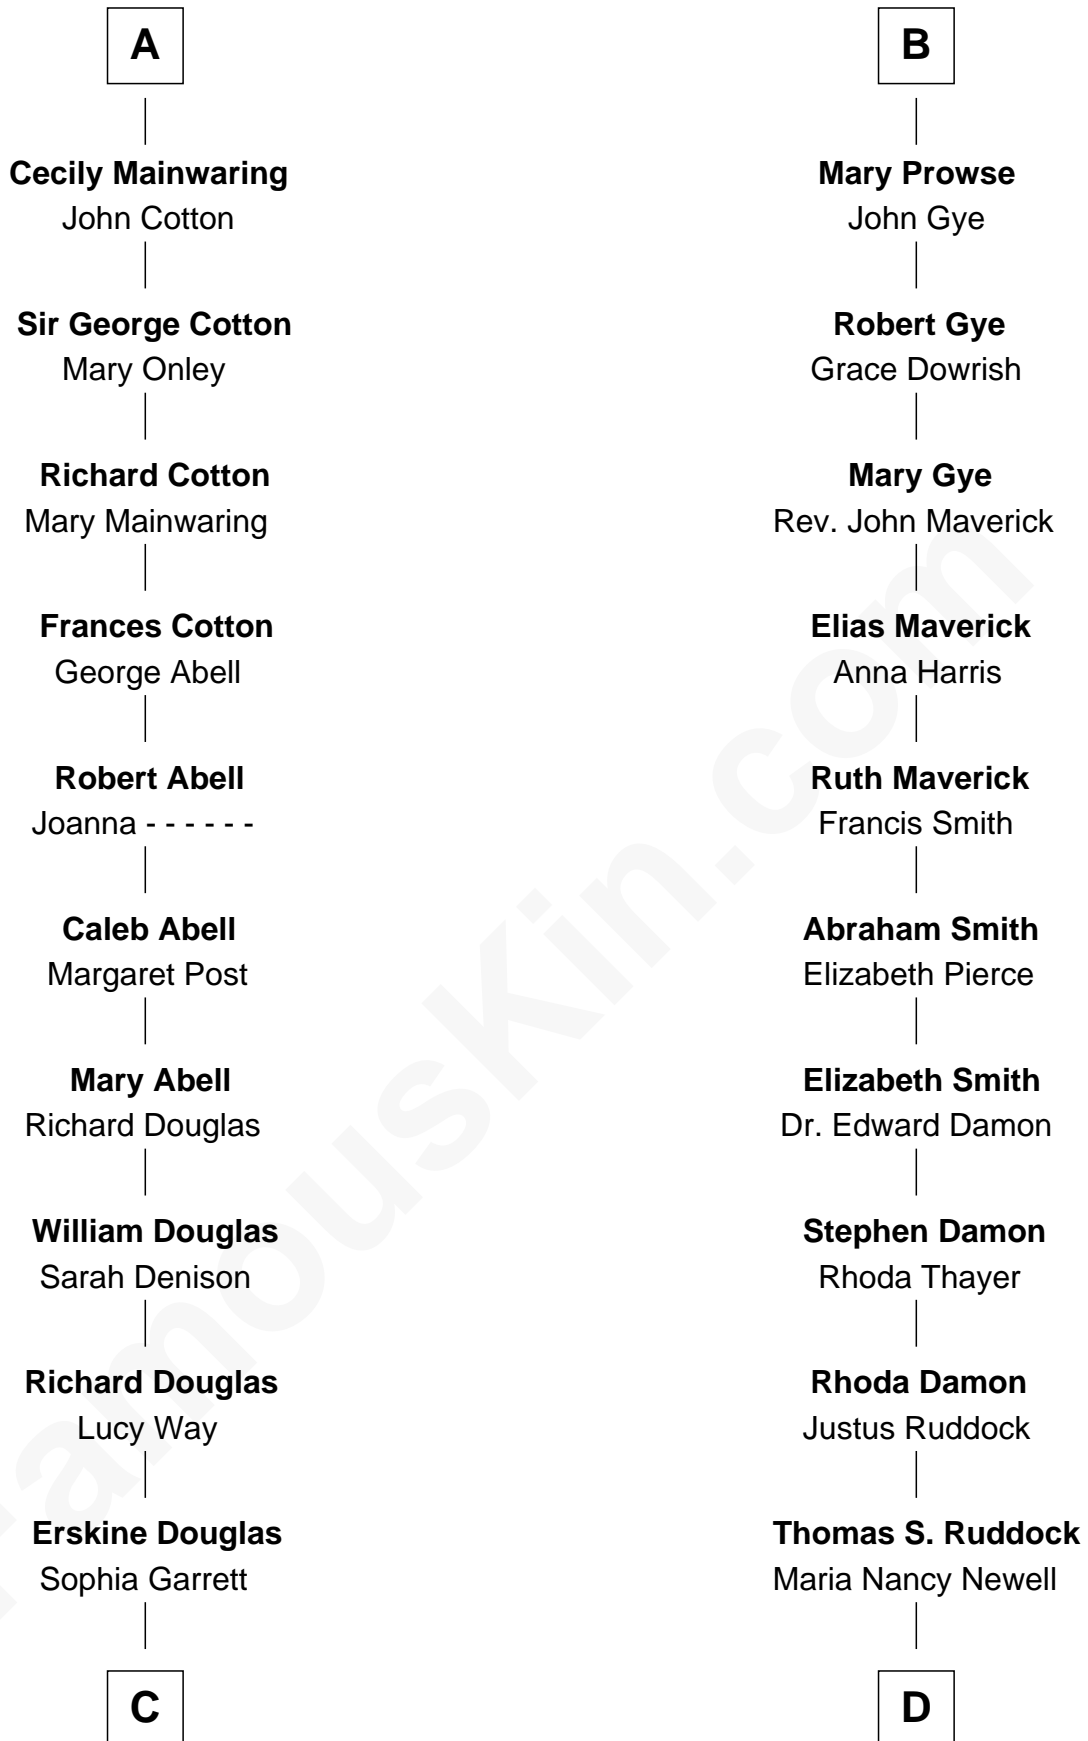 A
Cecily Mainwaring
John Cotton
Sir George Cotton
Mary Onley
Richard Cotton
Mary Mainwaring
Frances Cotton
George Abell
Robert Abell
Joanna - - - - - -
Caleb Abell
Margaret Post
Mary Abell
Richard Douglas
William Douglas
Sarah Denison
Richard Douglas
Lucy Way
Erskine Douglas
Sophia Garrett
C
B
Mary Prowse
John Gye
Robert Gye
Grace Dowrish
Mary Gye
Rev. John Maverick
Elias Maverick
Anna Harris
Ruth Maverick
Francis Smith
Abraham Smith
Elizabeth Pierce
Elizabeth Smith
Dr. Edward Damon
Stephen Damon
Rhoda Thayer
Rhoda Damon
Justus Ruddock
Thomas S. Ruddock
Maria Nancy Newell
D
FamousKin.com